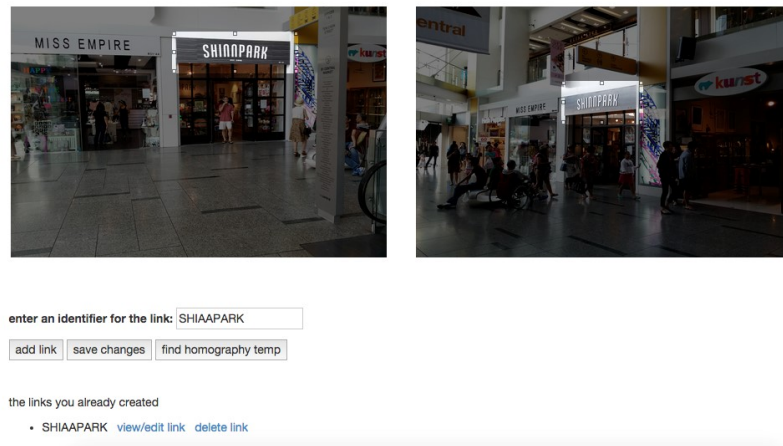 MISS EMPIRE
SHINNPARK
kunst
entral
kunst
MISS EMPIRE
SHINNPARK
enter an identifier for the link: SHIAAPARK
add link save changes find homography temp
the links you already created
• SHIAAPARK view/edit link delete link